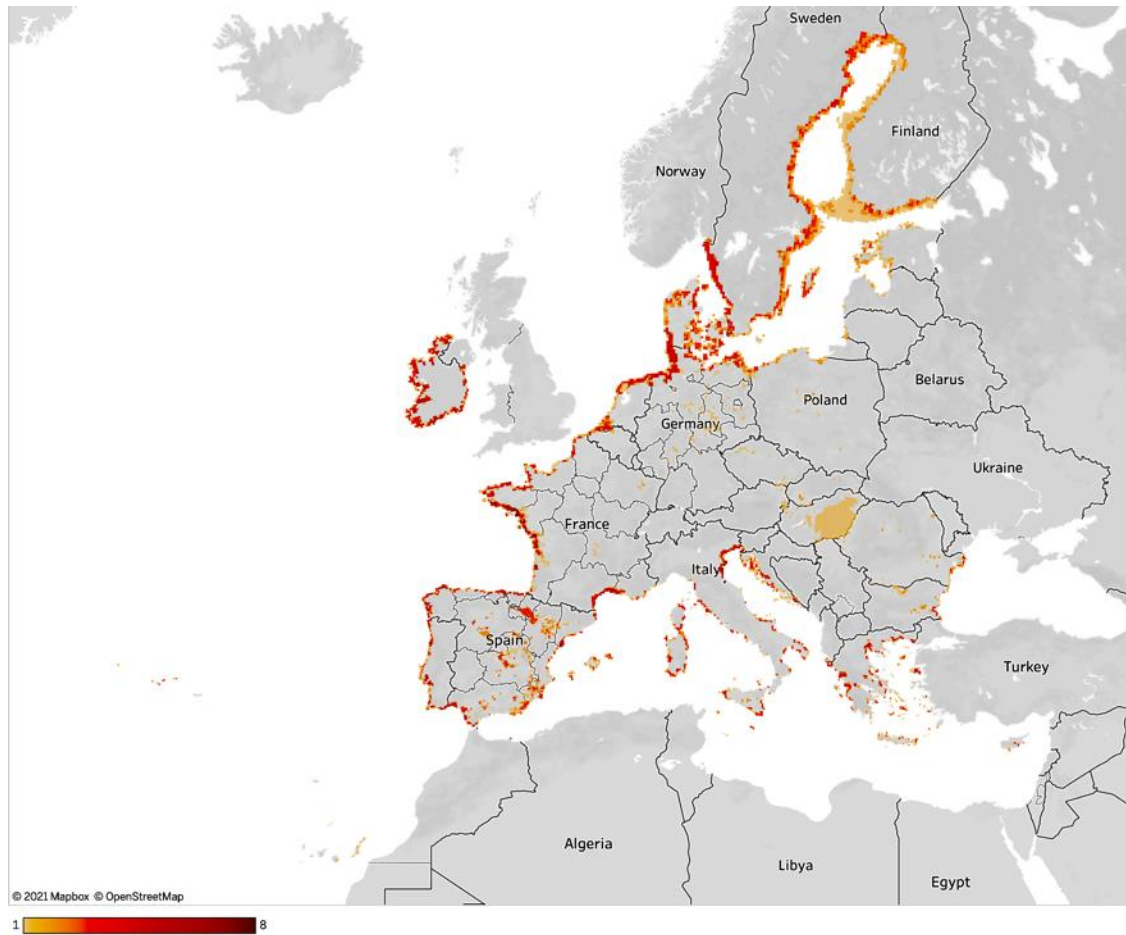 Sweden
Finland
Norway
Belarus
Poland
Germany
Ukraine
France
Italy
Spain
Turkey
Algeria
Libya
Egypt
© 2021 Mapbox © OpenStreetMap
1 8